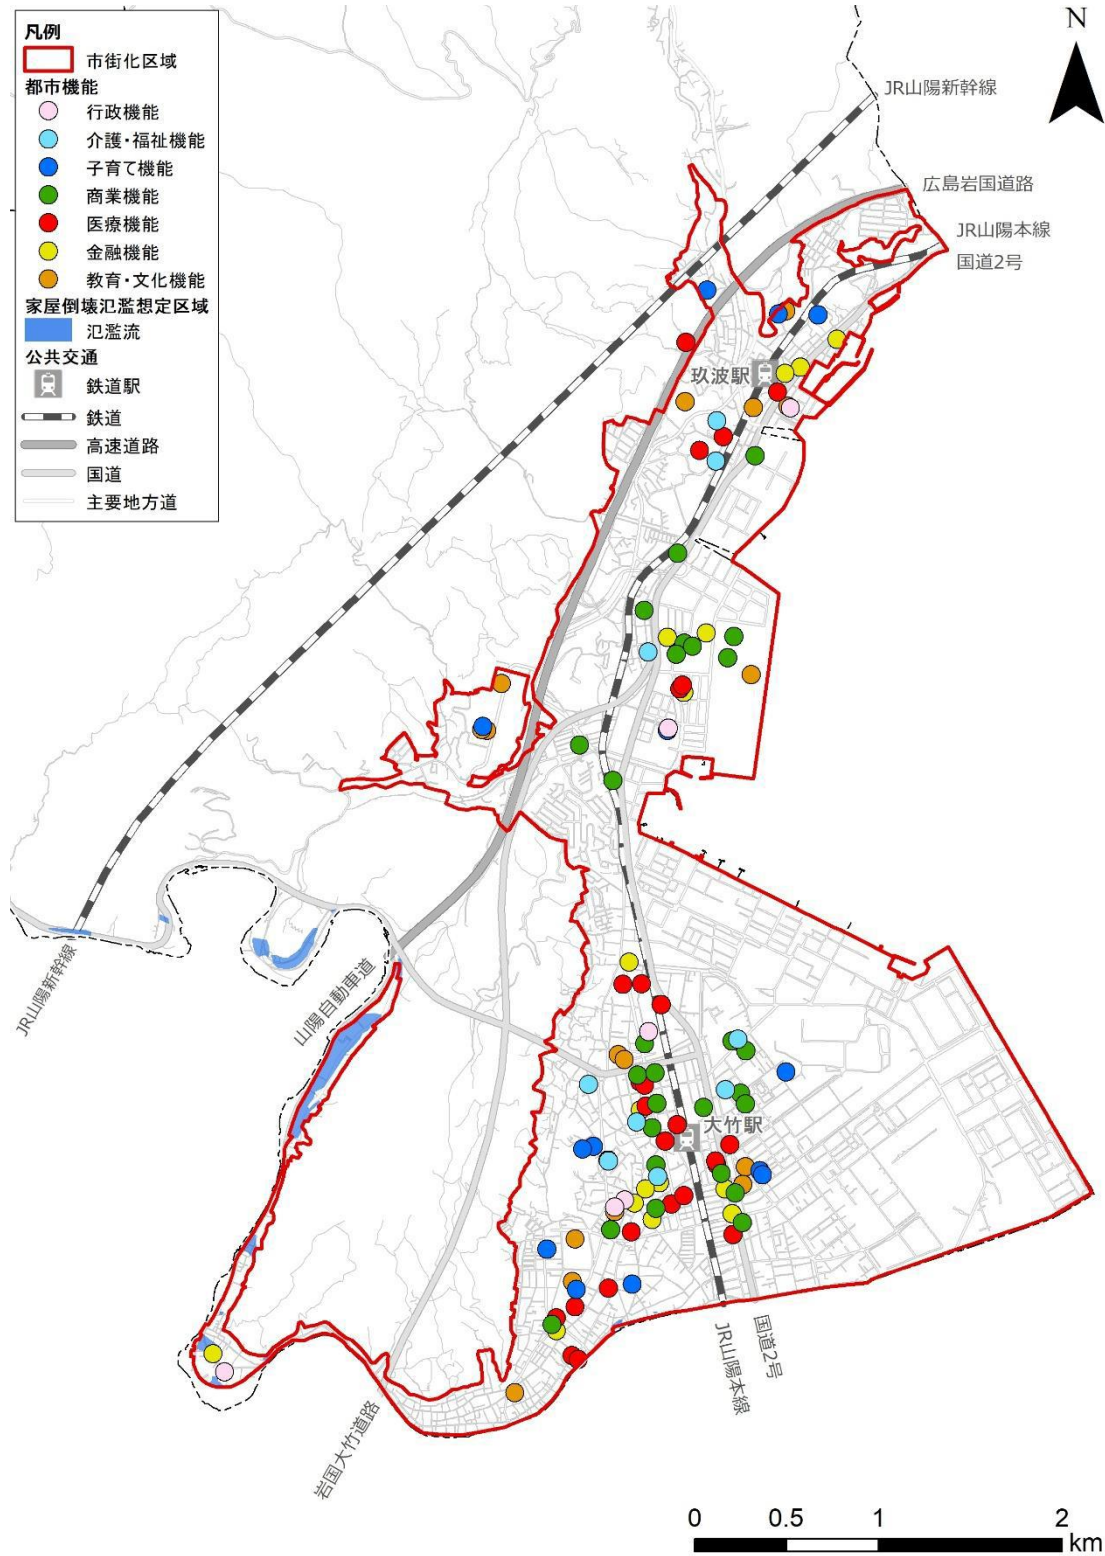 凡例
市街化区域
都市機能
行政機能
介護・福祉機能
子育て機能
商業機能
医療機能
金融機能
教育・文化機能
家屋倒壊氾濫想定区域
氾濫流
公共交通
鉄道駅
鉄道
高速道路
国道
主要地方道
N
JR山陽新幹線
広島岩国道路
JR山陽本線
国道2号
玖波駅
JR山陽新幹線
山陽自動車道
大竹駅
岩国大竹道路
JR山陽本線
国道2号
0 0.5 1 2
km